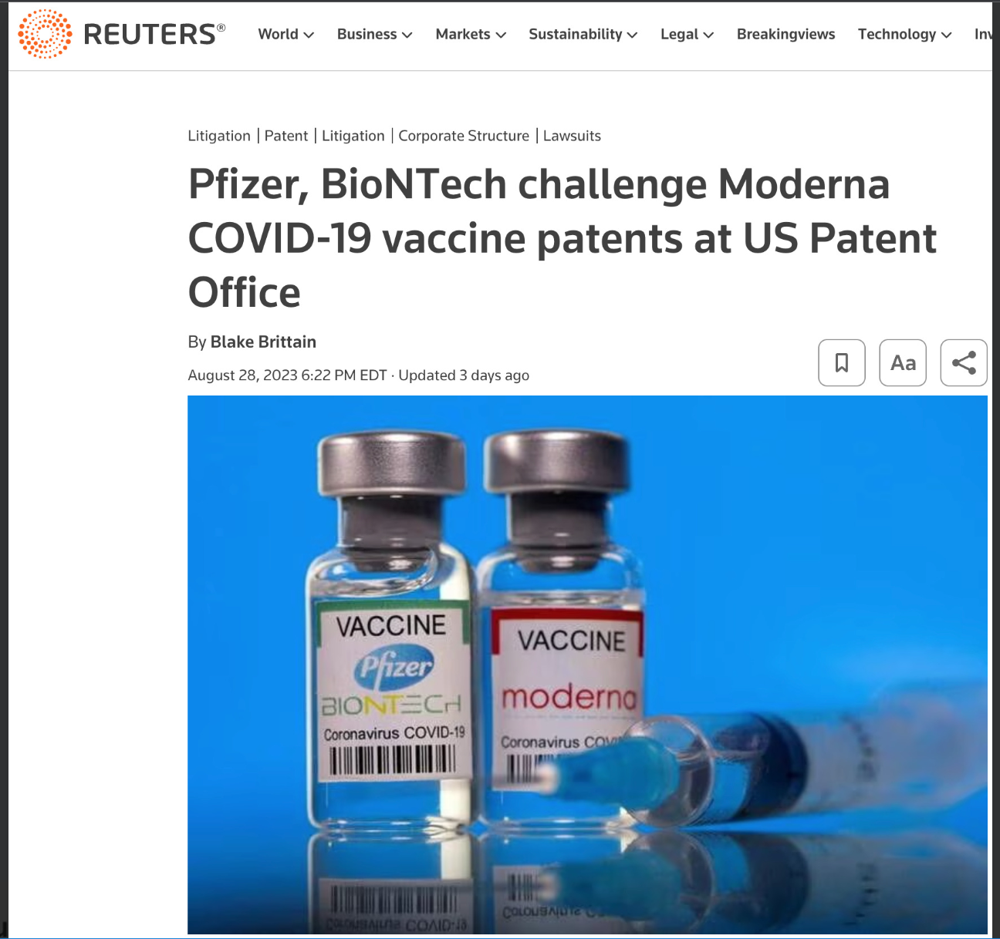 REUTERS®
World Business Markets Sustainability Legal Breakingviews Technology Inv
Litigation | Patent | Litigation | Corporate Structure | Lawsuits
Pfizer, BioNTech challenge Moderna
COVID-19 vaccine patents at US Patent
Office
By Blake Brittain
August 28, 2023 6:22 PM EDT · Updated 3 days ago
Aa
VACCINE
Pfizer
BIONTECH
Coronavirus COVID-19
VACCINE
moderna
Coronavirus COVI